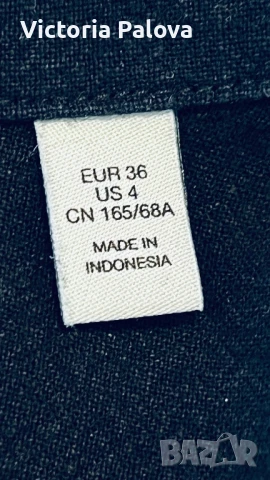 Victoria Palova
EUR 36
US 4
CN 165/68A
MADE IN
INDONESIA
BAZAR